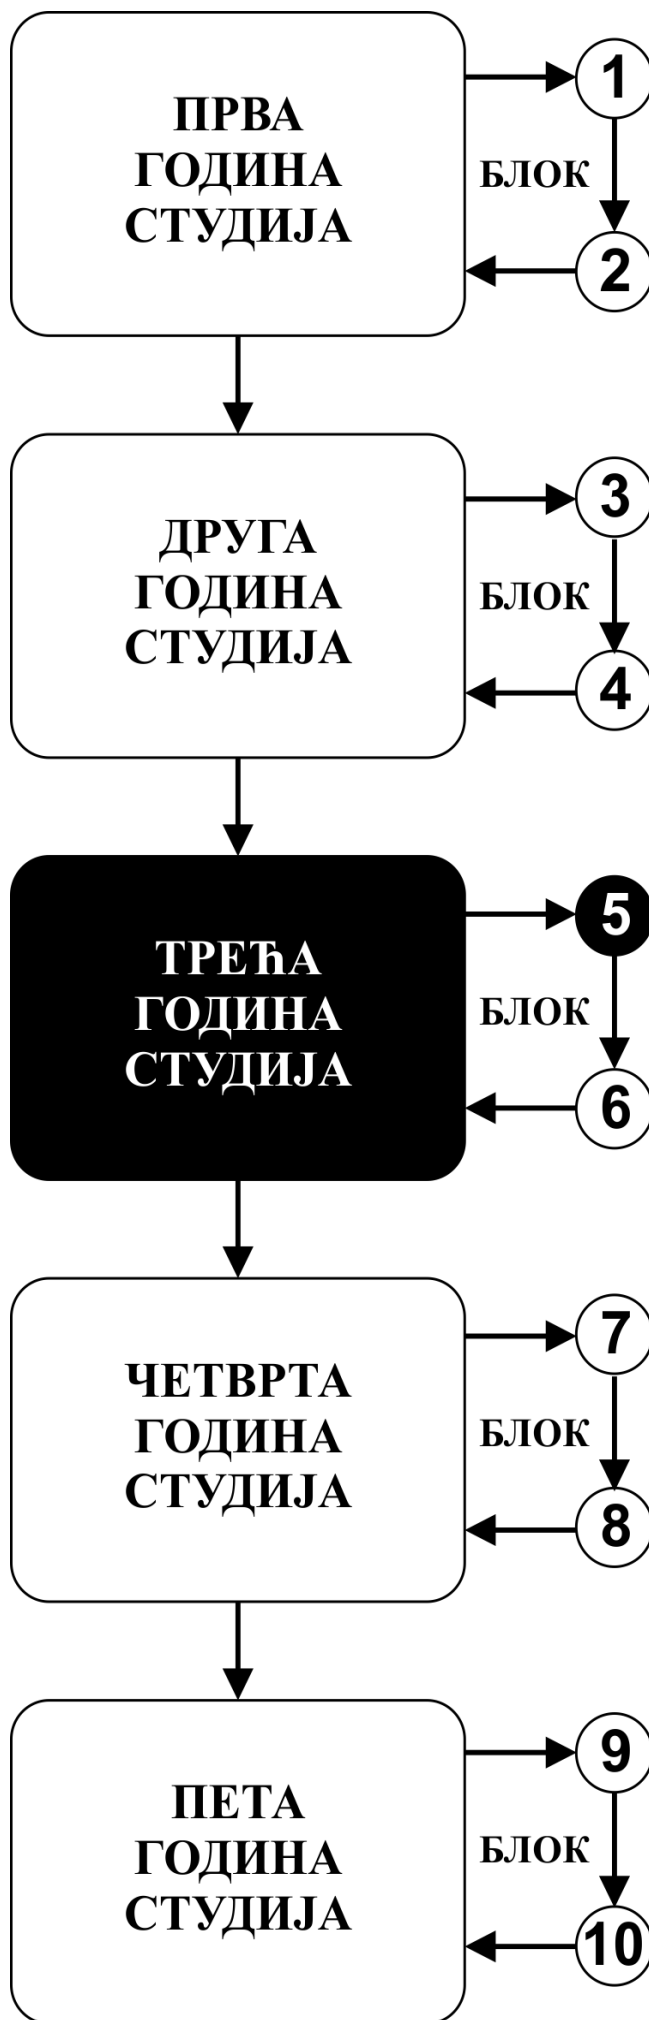 ПРВА
ГОДИНА
СТУДИЈА
1
БЛОК
2
ДРУГА
ГОДИНА
СТУДИЈА
3
БЛОК
4
ТРЕЋА
ГОДИНА
СТУДИЈА
5
БЛОК
6
ЧЕТВРТА
ГОДИНА
СТУДИЈА
7
БЛОК
8
ПЕТА
ГОДИНА
СТУДИЈА
9
БЛОК
10